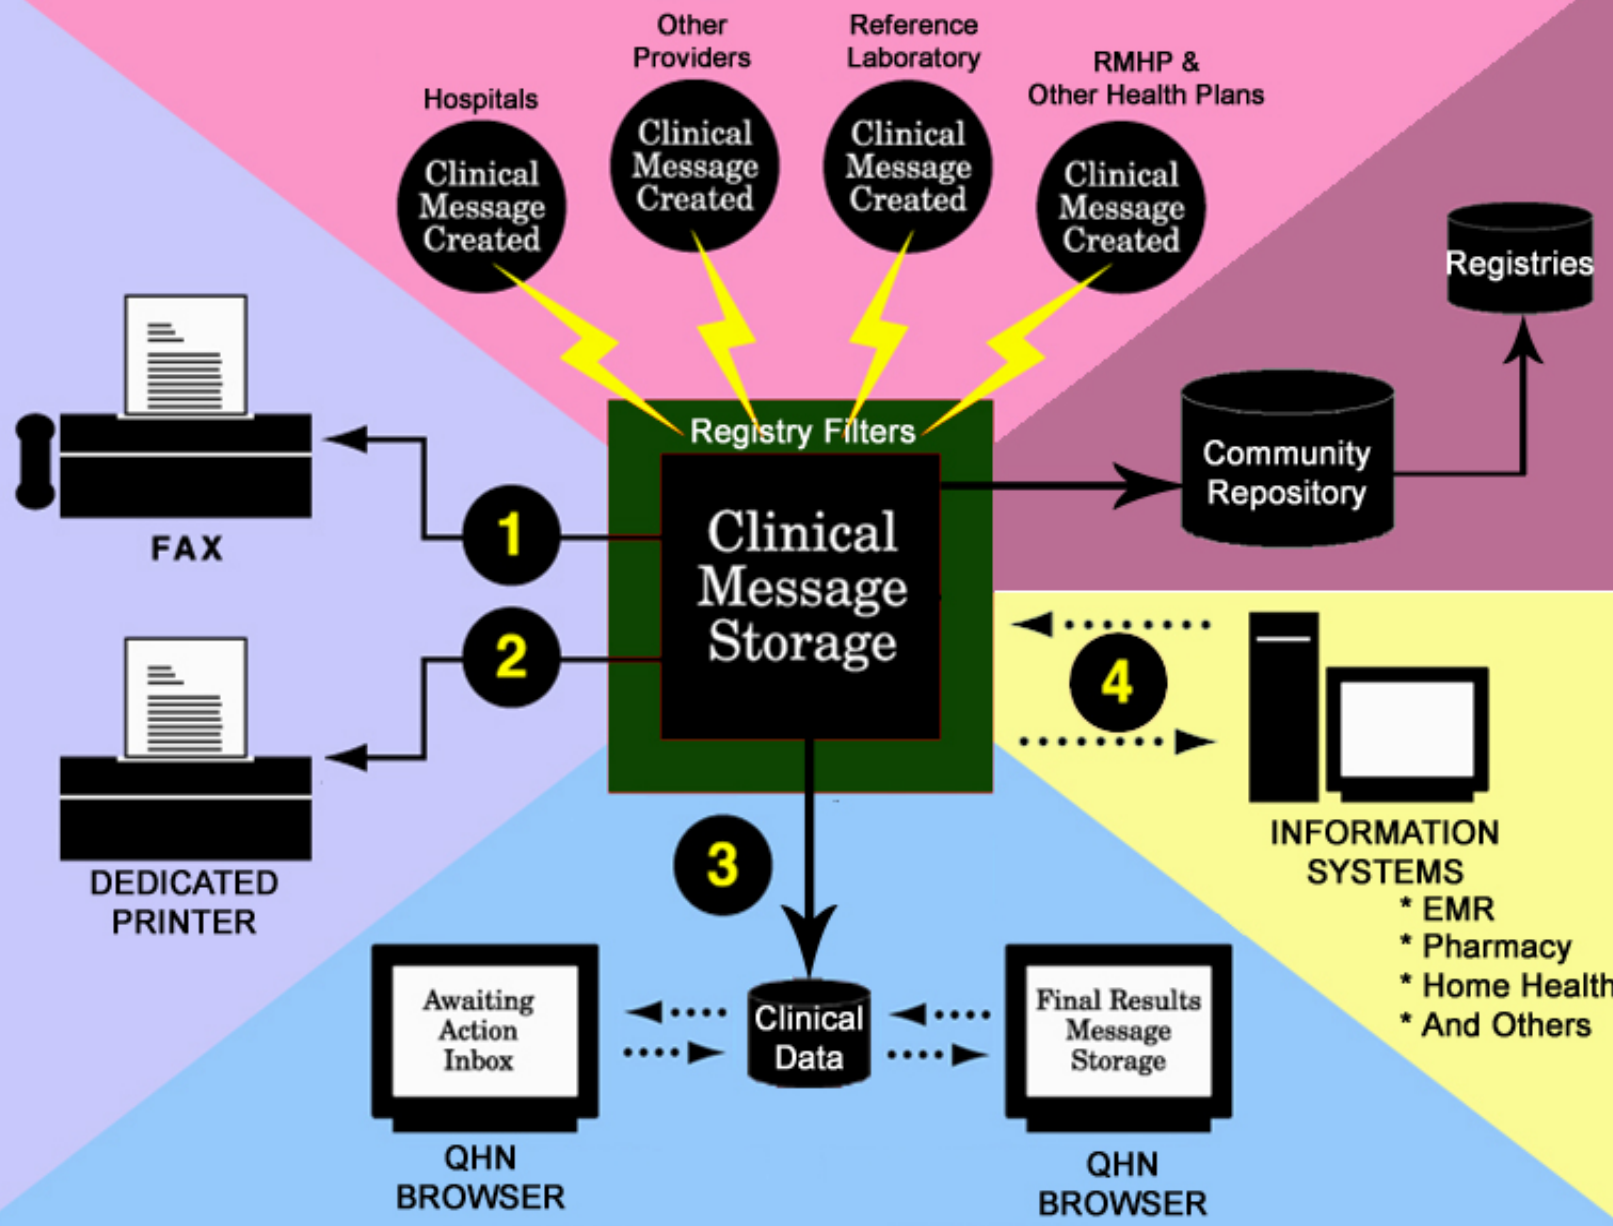 Other
Providers
Reference
Laboratory
RMHP &
Other Health Plans
Hospitals
Clinical
Message
Created
Clinical
Message
Created
Clinical
Message
Created
Clinical
Message
Created
Registries
Registry Filters
Community
Repository
Clinical
Message
Storage
1
FAX
2
DEDICATED
PRINTER
3
4
INFORMATION
SYSTEMS
* EMR
* Pharmacy
* Home Health
* And Others
Awaiting
Action
Inbox
QHN
BROWSER
Clinical
Data
Final Results
Message
Storage
QHN
BROWSER